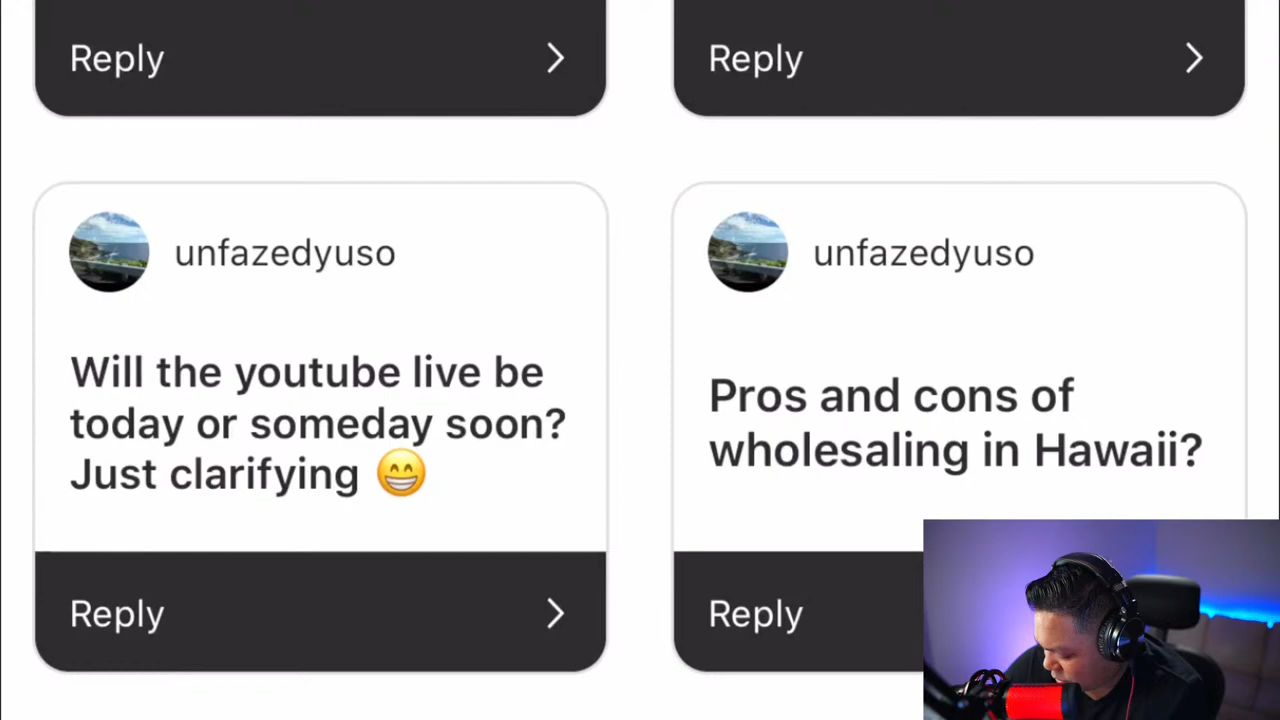 Reply
Reply
unfazedyuso
Will the youtube live be
today or someday soon?
Just clarifying 😁
Reply
unfazedyuso
Pros and cons of
wholesaling in Hawaii?
Reply